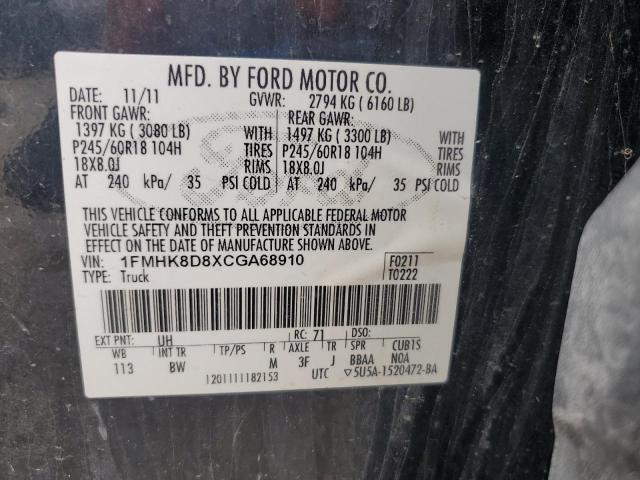 MFD. BY FORD MOTOR CO.
DATE: 11/11 GVWR: 2794 KG ( 6160 LB)
FRONT GAWR: REAR GAWR:
1397 KG ( 3080 LB) WITH 1497 KG ( 3300 LB) WITH
P245/60R18 104H TIRES P245/60R18 104H TIRES
18X8.0J RIMS 18X8.0J RIMS
AT 240 kPa/ 35 PSI COLD AT 240 kPa/ 35 PSI COLD
THIS VEHICLE CONFORMS TO ALL APPLICABLE FEDERAL MOTOR
VEHICLE SAFETY AND THEFT PREVENTION STANDARDS IN
EFFECT ON THE DATE OF MANUFACTURE SHOWN ABOVE.
VIN: 1FMHK8D8XCGA68910 F0211
TYPE: Truck T0222
EXT PNT: UH RC: 71 DSO:
WB INT TR TP/PS R AXLE TR SPR CUB1S
113 BW M 3F J BBAA NOA
1201111182153 UTC ▽5U5A-1520472-BA